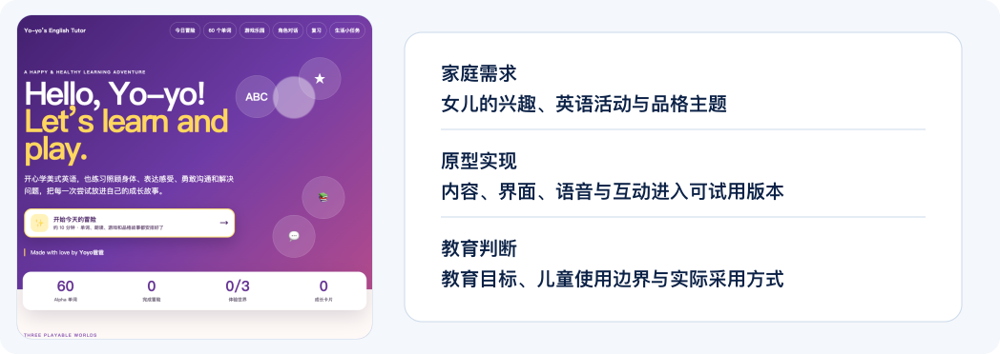 Yo-yo's English Tutor
今日冒险
60 个单词
游戏乐园
角色对话
复习
生活小任务
A HAPPY & HEALTHY LEARNING ADVENTURE
Hello, Yo-yo!
Let's learn and
play.
ABC
开心学美式英语，也练习照顾身体、表达感受、勇敢沟通和解决
问题，把每一次尝试放进自己的成长故事。
开始今天的冒险
约 10 分钟 · 单词、跟读、游戏和品格故事都安排好了
Made with love by Yoyo爸爸
60
0
0/3
0
Alpha 单词
完成冒险
体验世界
成长卡片
THREE PLAYABLE WORLDS
家庭需求
女儿的兴趣、英语活动与品格主题
原型实现
内容、界面、语音与互动进入可试用版本
教育判断
教育目标、儿童使用边界与实际采用方式